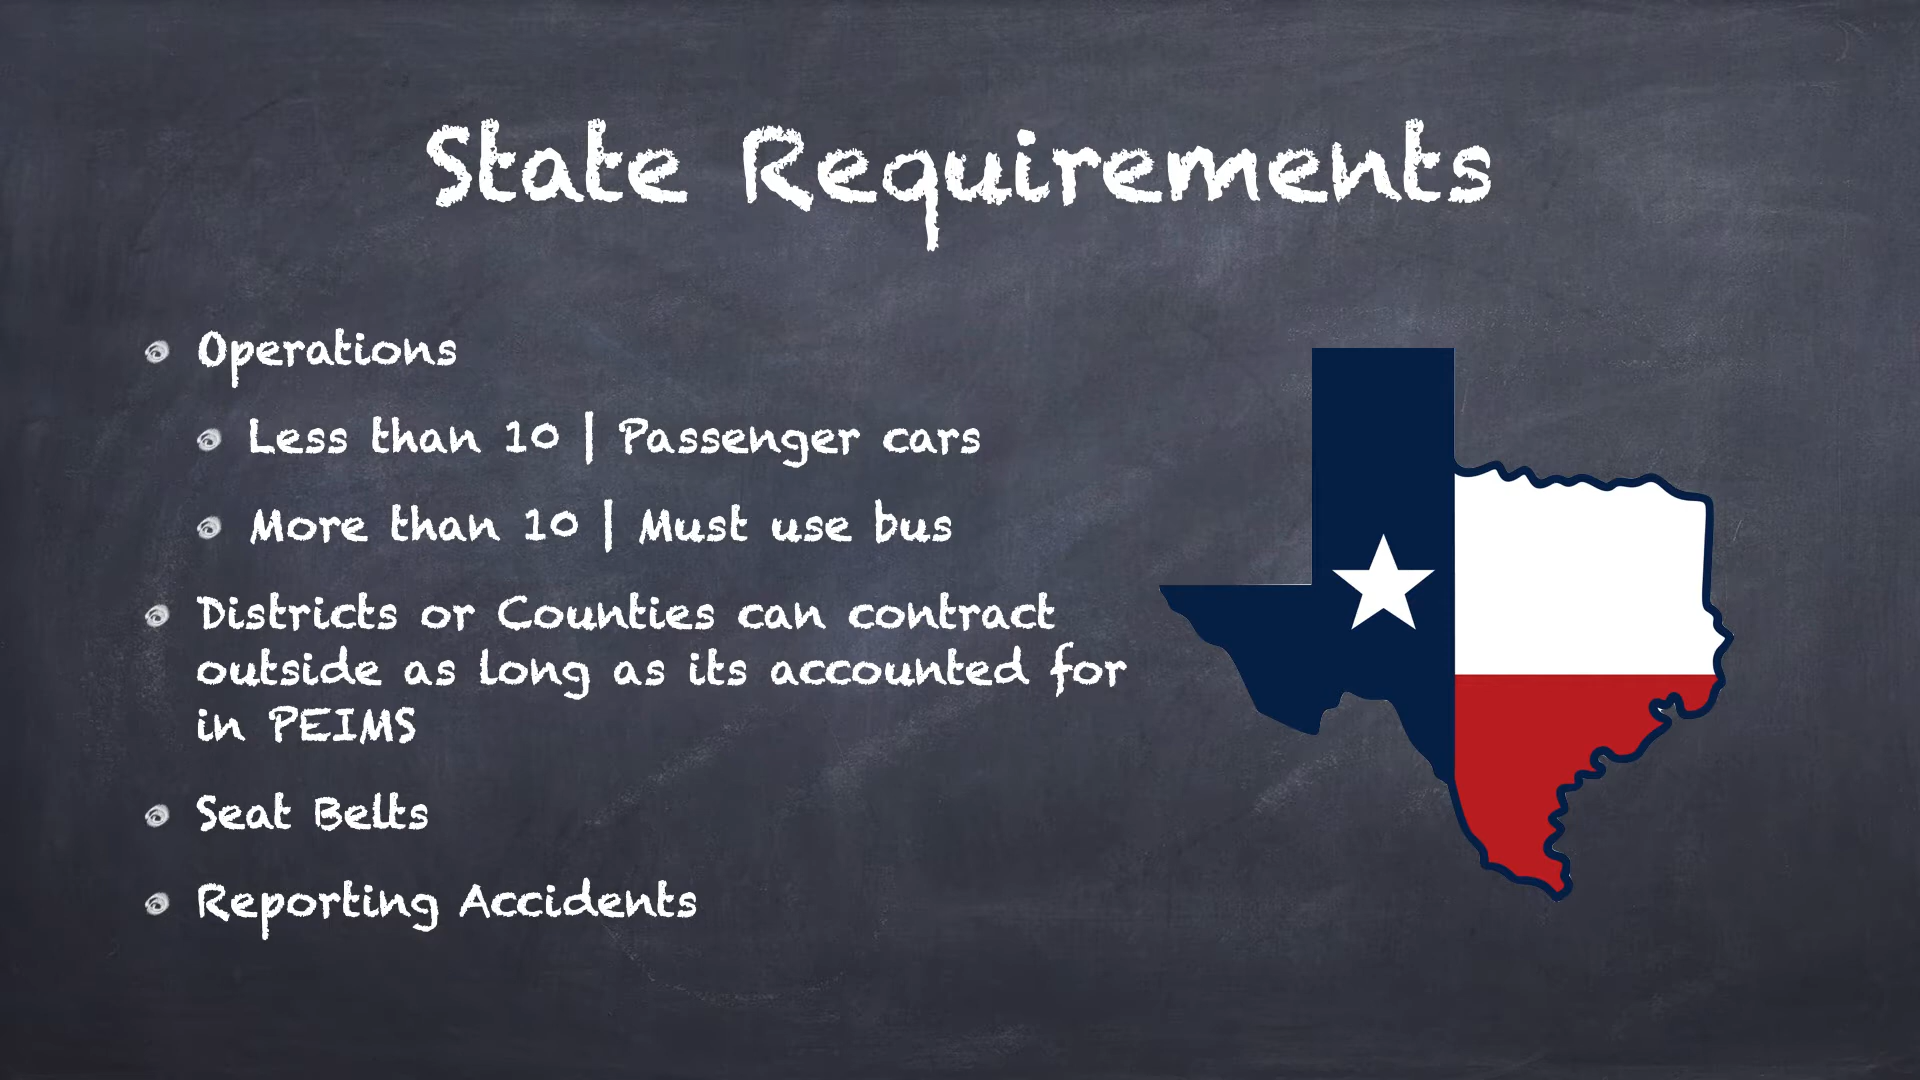 State Requirements
Operations
Less than 10 | Passenger cars
More than 10 | Must use bus
Districts or Counties can contract
outside as long as its accounted for
in PEIMS
Seat Belts
Reporting Accidents